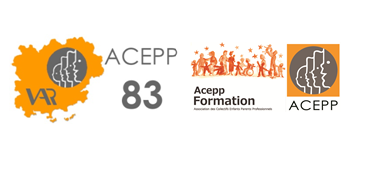 VAR
ACEPP
83
Acepp
Formation
Association des Collectifs Enfants Parents Professionnels
ACEPP